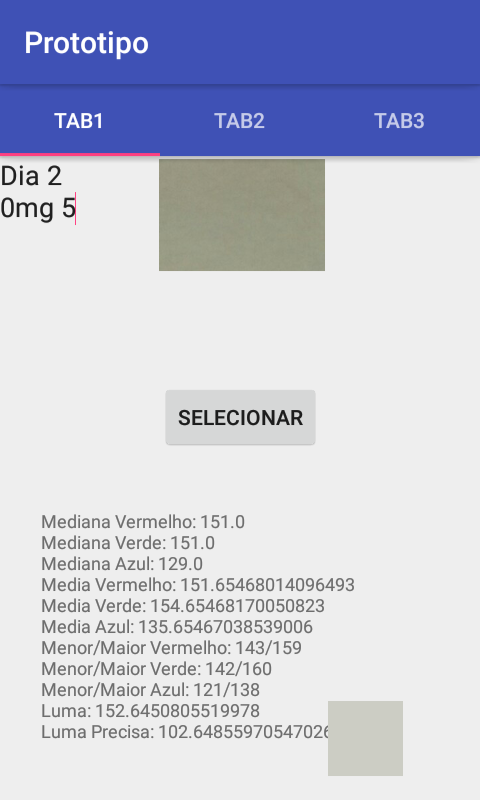 Prototipo
TAB1 TAB2 TAB3
Dia 2
0mg 5
SELECIONAR
Mediana Vermelho: 151.0
Mediana Verde: 151.0
Mediana Azul: 129.0
Media Vermelho: 151.65468014096493
Media Verde: 154.65468170050823
Media Azul: 135.65467038539006
Menor/Maior Vermelho: 143/159
Menor/Maior Verde: 142/160
Menor/Maior Azul: 121/138
Luma: 152.6450805519978
Luma Precisa: 102.64855970547026